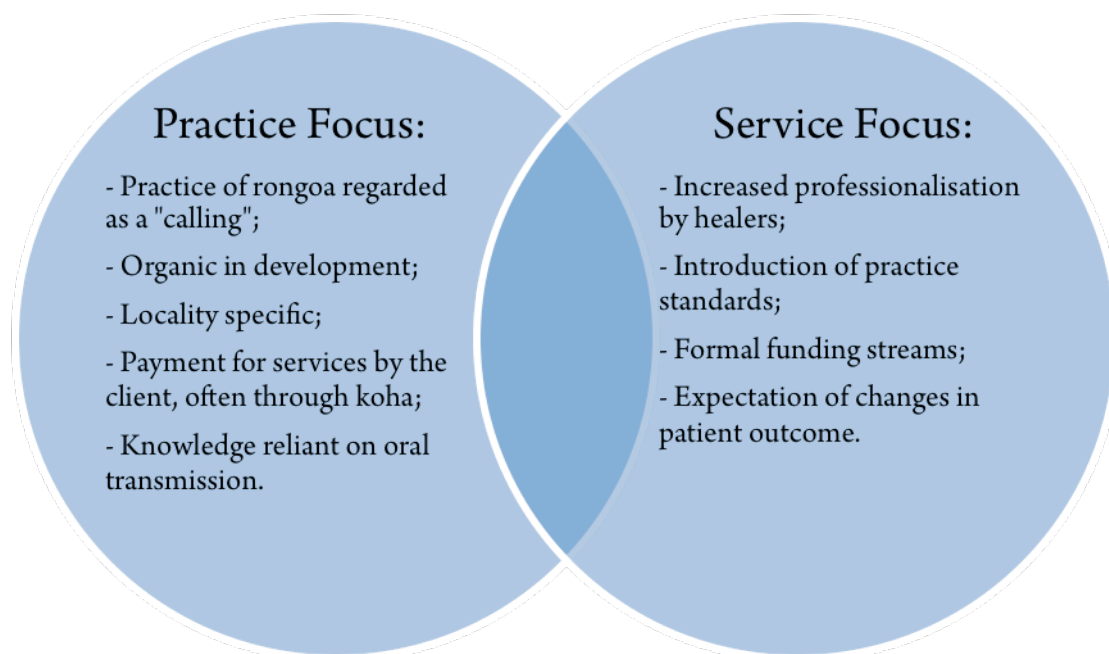 Practice Focus:
- Practice of rongoa regarded
as a "calling";
- Organic in development;
- Locality specific;
- Payment for services by the
client, often through koha;
- Knowledge reliant on oral
transmission.
Service Focus:
- Increased professionalisation
by healers;
- Introduction of practice
standards;
- Formal funding streams;
- Expectation of changes in
patient outcome.